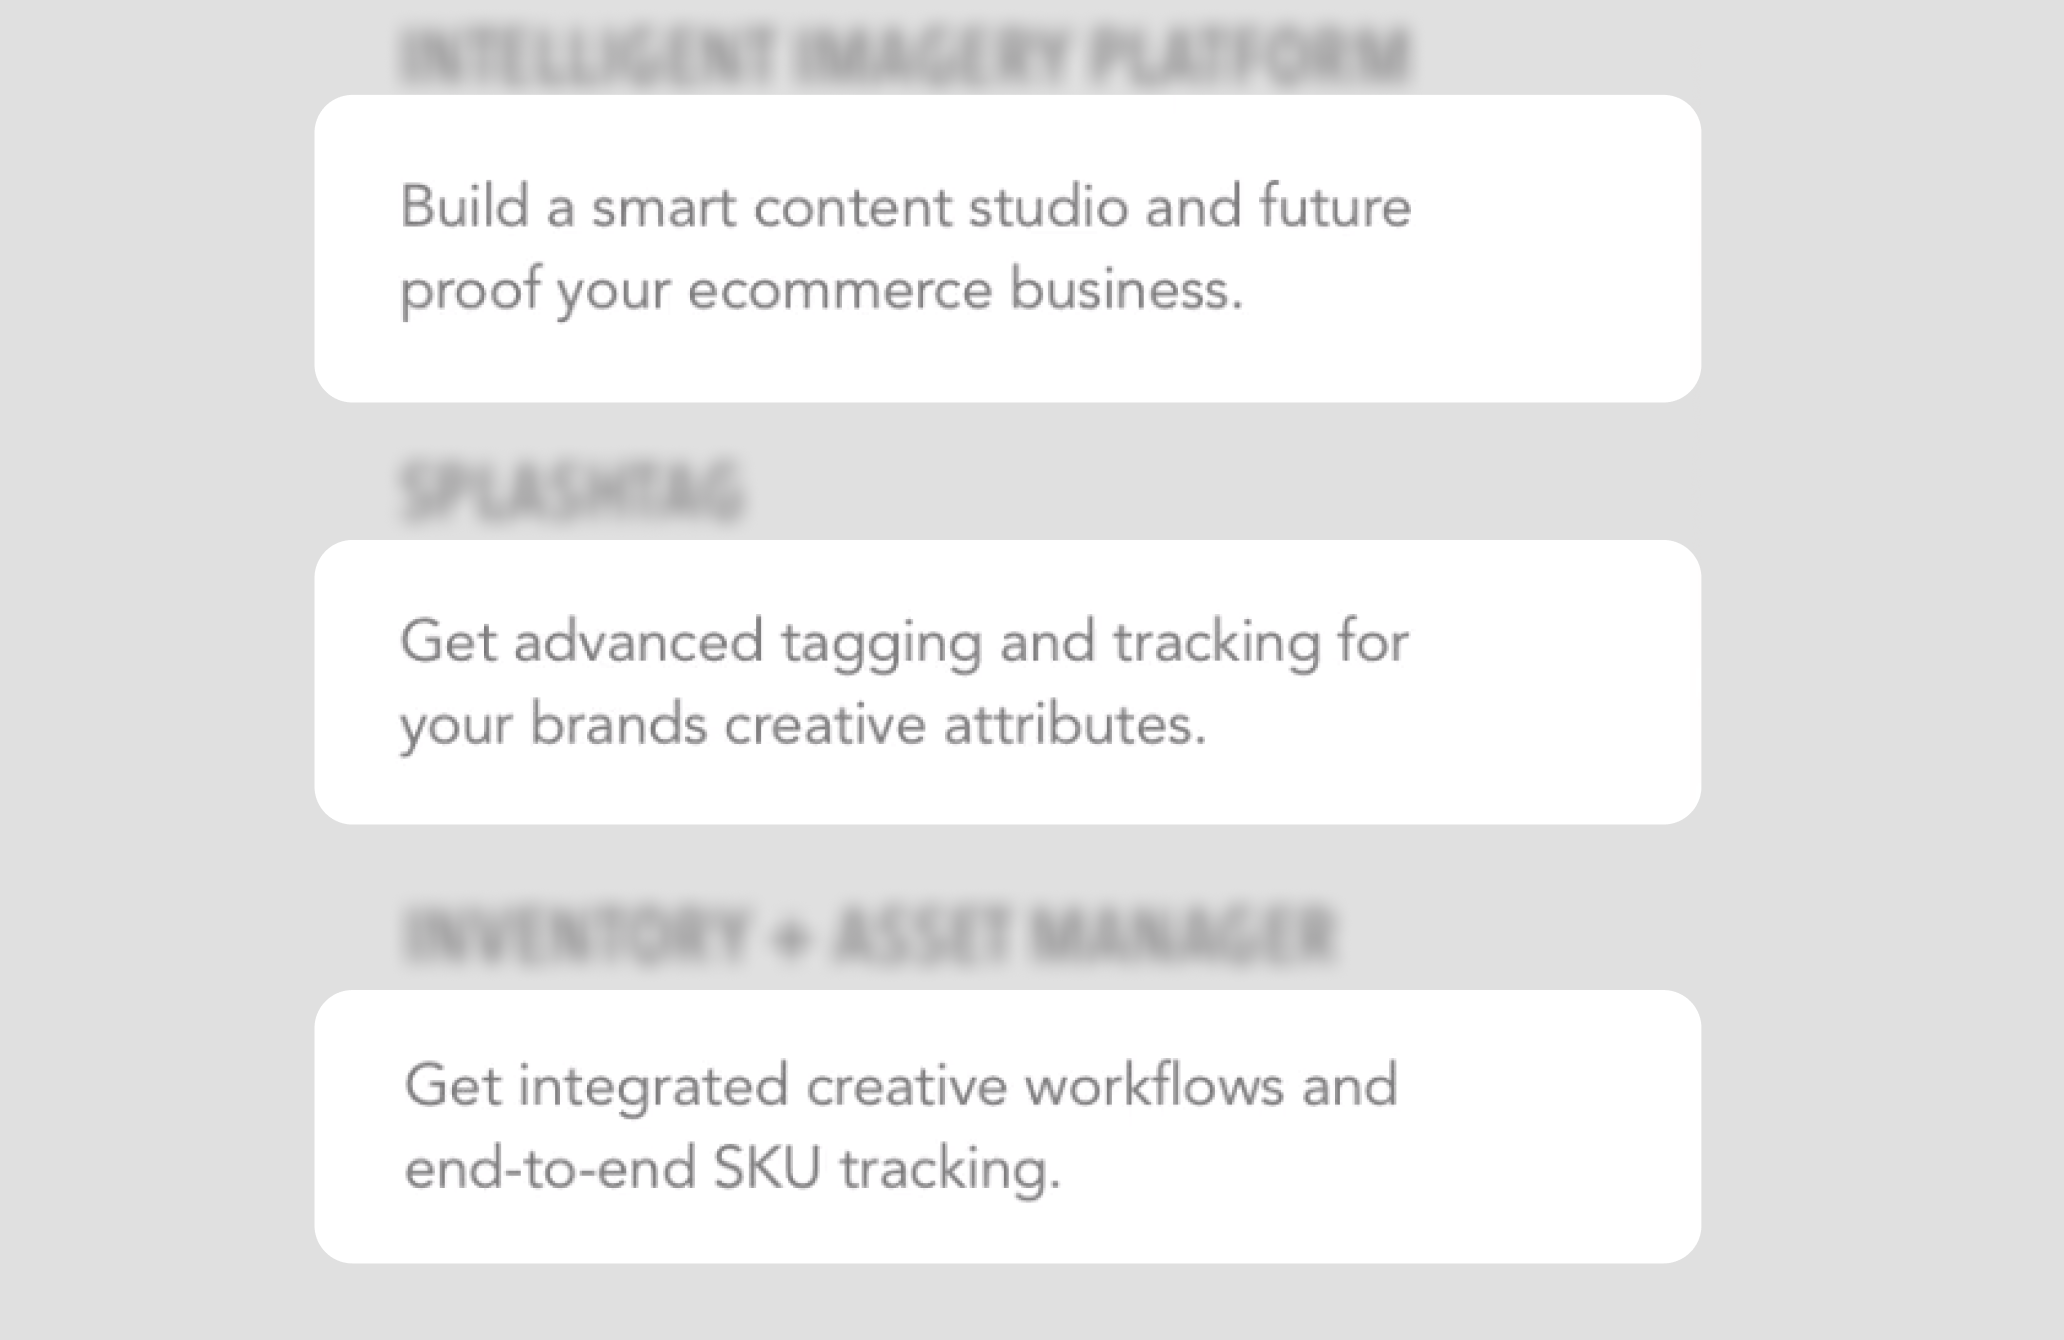 INTELLIGENT IMAGERY PLATFORM
Build a smart content studio and future
proof your ecommerce business.
SPLASHTAG
Get advanced tagging and tracking for
your brands creative attributes.
INVENTORY + ASSET MANAGER
Get integrated creative workflows and
end-to-end SKU tracking.